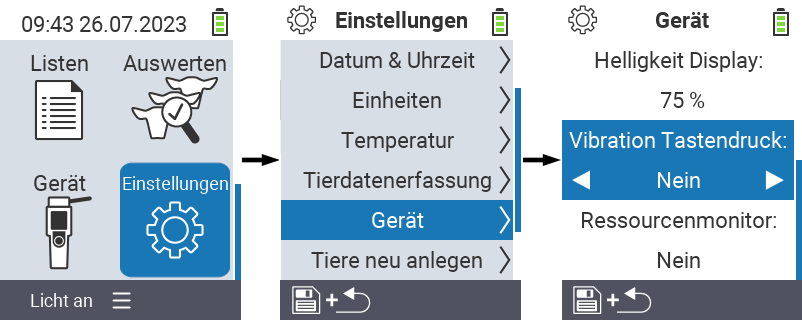 09:43 26.07.2023
Listen
Auswerten
Gerät
Einstellungen
Licht an
Einstellungen
Datum & Uhrzeit
Einheiten
Temperatur
Tierdatenerfassung
Gerät
Tiere neu anlegen
+
Gerät
Helligkeit Display:
75 %
Vibration Tastendruck:
Nein
Ressourcenmonitor:
Nein
+